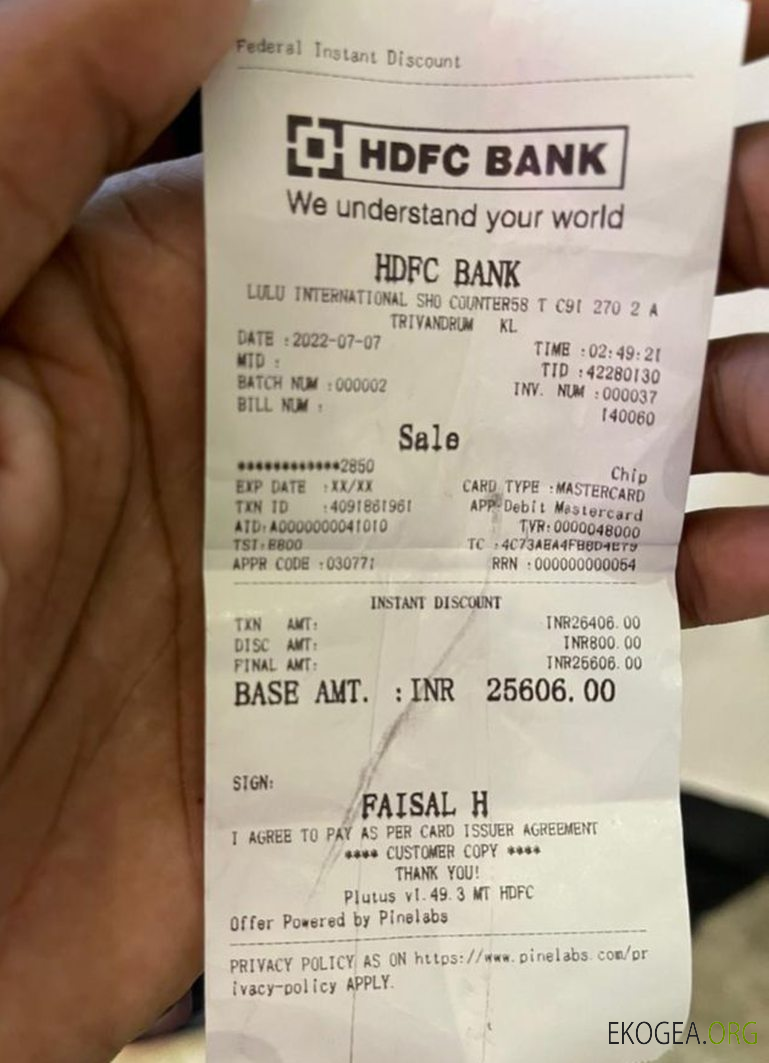 Federal Instant Discount
HDFC BANK
We understand your world
HDFC BANK
LULU INTERNATIONAL SHO COUNTER58 T C91 270 2 A
TRIVANDRUM KL
DATE :2022-07-07 TIME :02:49:21
MID : TID :42280130
BATCH NUM :000002 INV. NUM :000037
BILL NUM : 140060
Sale
************2850 Chip
EXP DATE :XX/XX CARD TYPE :MASTERCARD
TXN ID :4091861961 APP:Debit Mastercard
AID:A0000000041010 TVR:0000048000
TSI:E800 TC :4C73AEA4FBBD4E79
APPR CODE :030771 RRN :000000000054
INSTANT DISCOUNT
TXN AMT: INR26406.00
DISC AMT: INR800.00
FINAL AMT: INR25606.00
BASE AMT. :INR 25606.00
SIGN:
FAISAL H
I AGREE TO PAY AS PER CARD ISSUER AGREEMENT
**** CUSTOMER COPY ****
THANK YOU!
Plutus v1.49.3 MT HDFC
Offer Powered by Pinelabs
PRIVACY POLICY AS ON https://www.pinelabs.com/pr
ivacy-policy APPLY.
EKOGEA.ORG